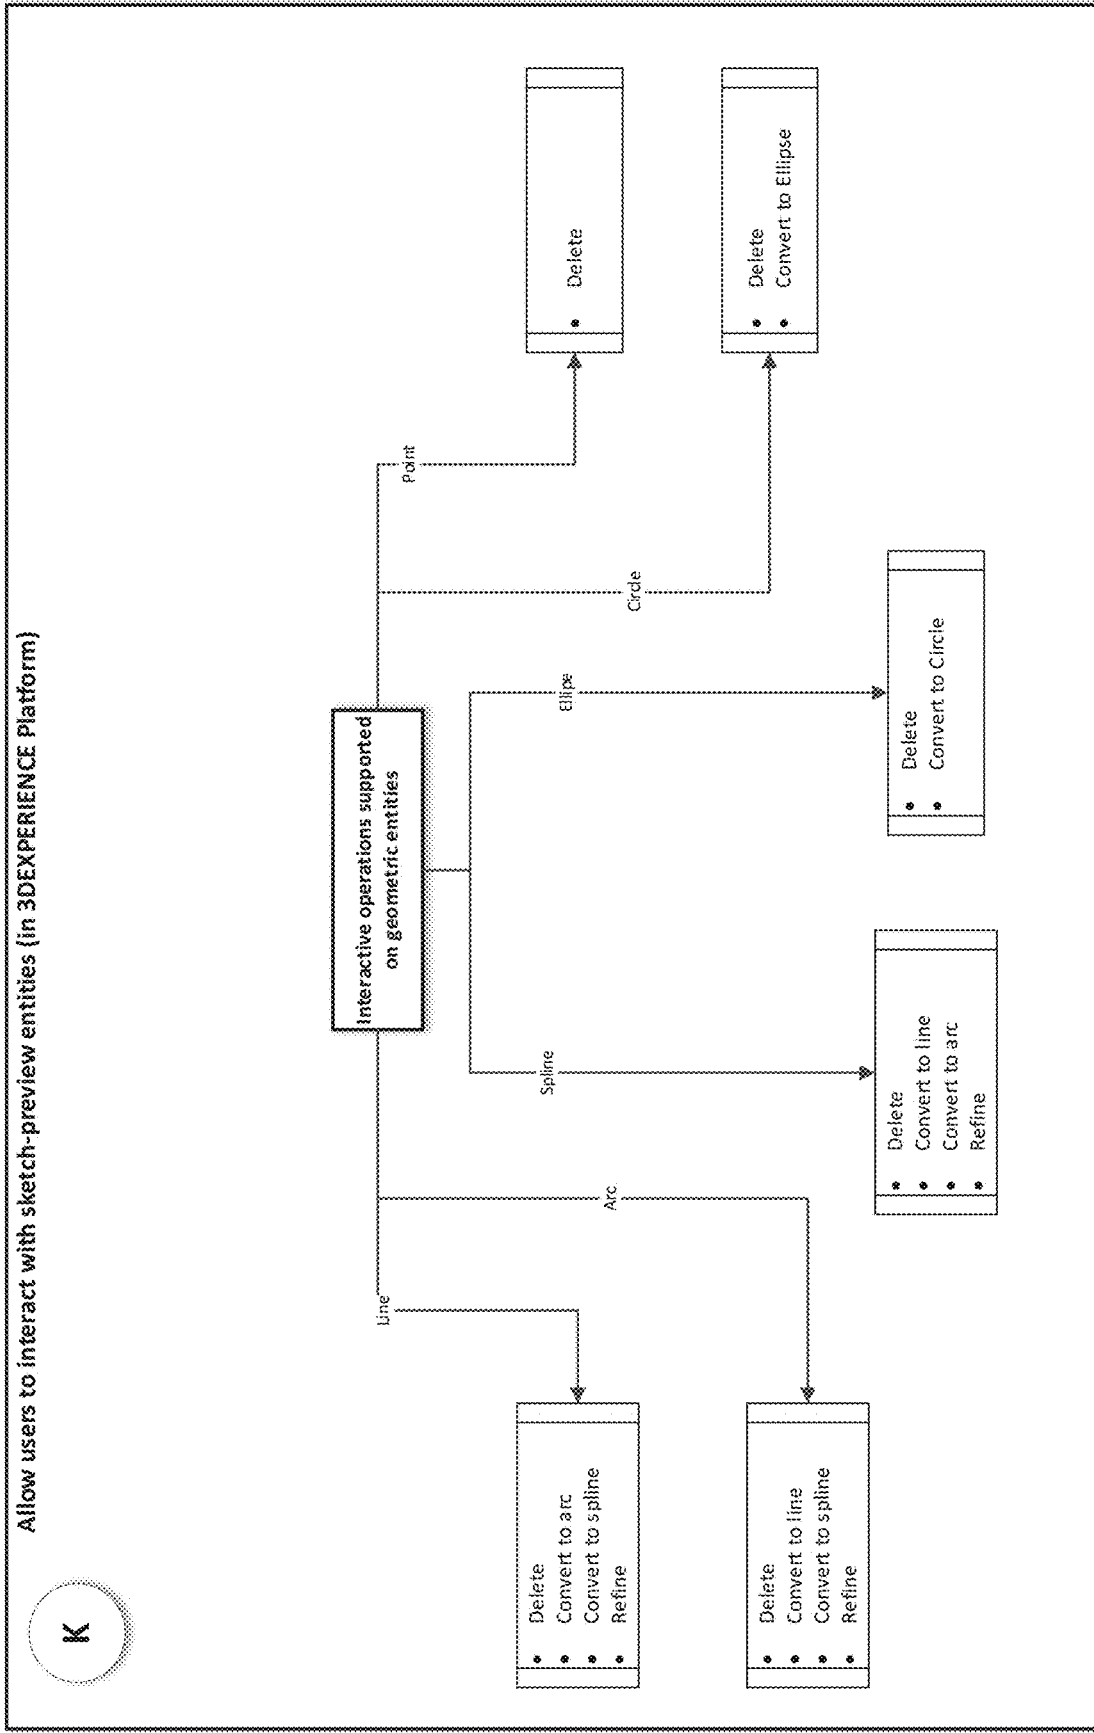 Allow users to interact with sketch-preview entities (in 3DEXPERIENCE Platform)
K
Interactive operations supported
on geometric entities
Line
Arc
Spline
Ellipe
Circle
Point
• Delete
• Convert to arc
• Convert to spline
• Refine
• Delete
• Convert to line
• Convert to spline
• Refine
• Delete
• Convert to line
• Convert to arc
• Refine
• Delete
• Convert to Circle
• Delete
• Convert to Ellipse
• Delete